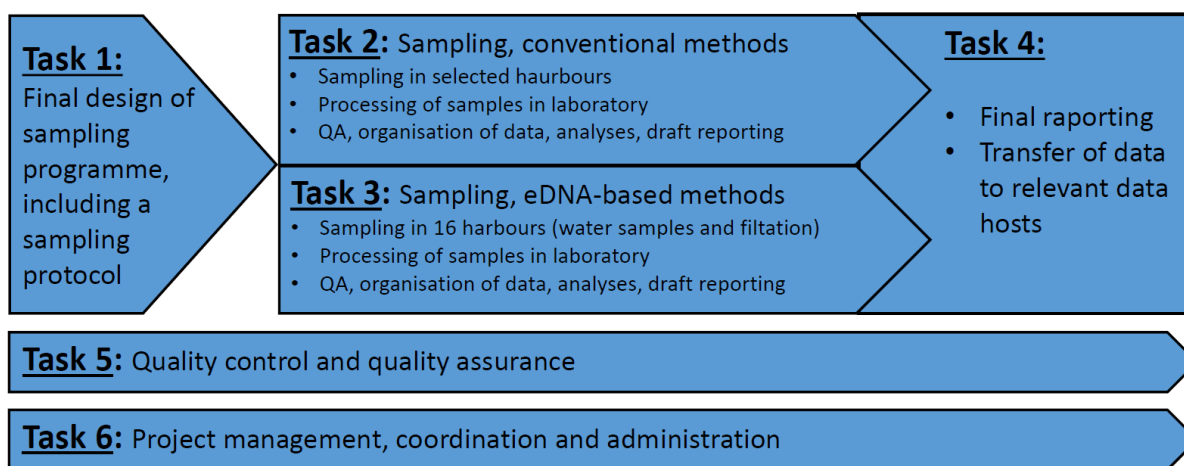 Task 1:
Final design of
sampling
programme,
including a
sampling
protocol
Task 2: Sampling, conventional methods
• Sampling in selected haurbours
• Processing of samples in laboratory
• QA, organisation of data, analyses, draft reporting
Task 3: Sampling, eDNA-based methods
• Sampling in 16 harbours (water samples and filtation)
• Processing of samples in laboratory
• QA, organisation of data, analyses, draft reporting
Task 4:
• Final raporting
• Transfer of data
to relevant data
hosts
Task 5: Quality control and quality assurance
Task 6: Project management, coordination and administration